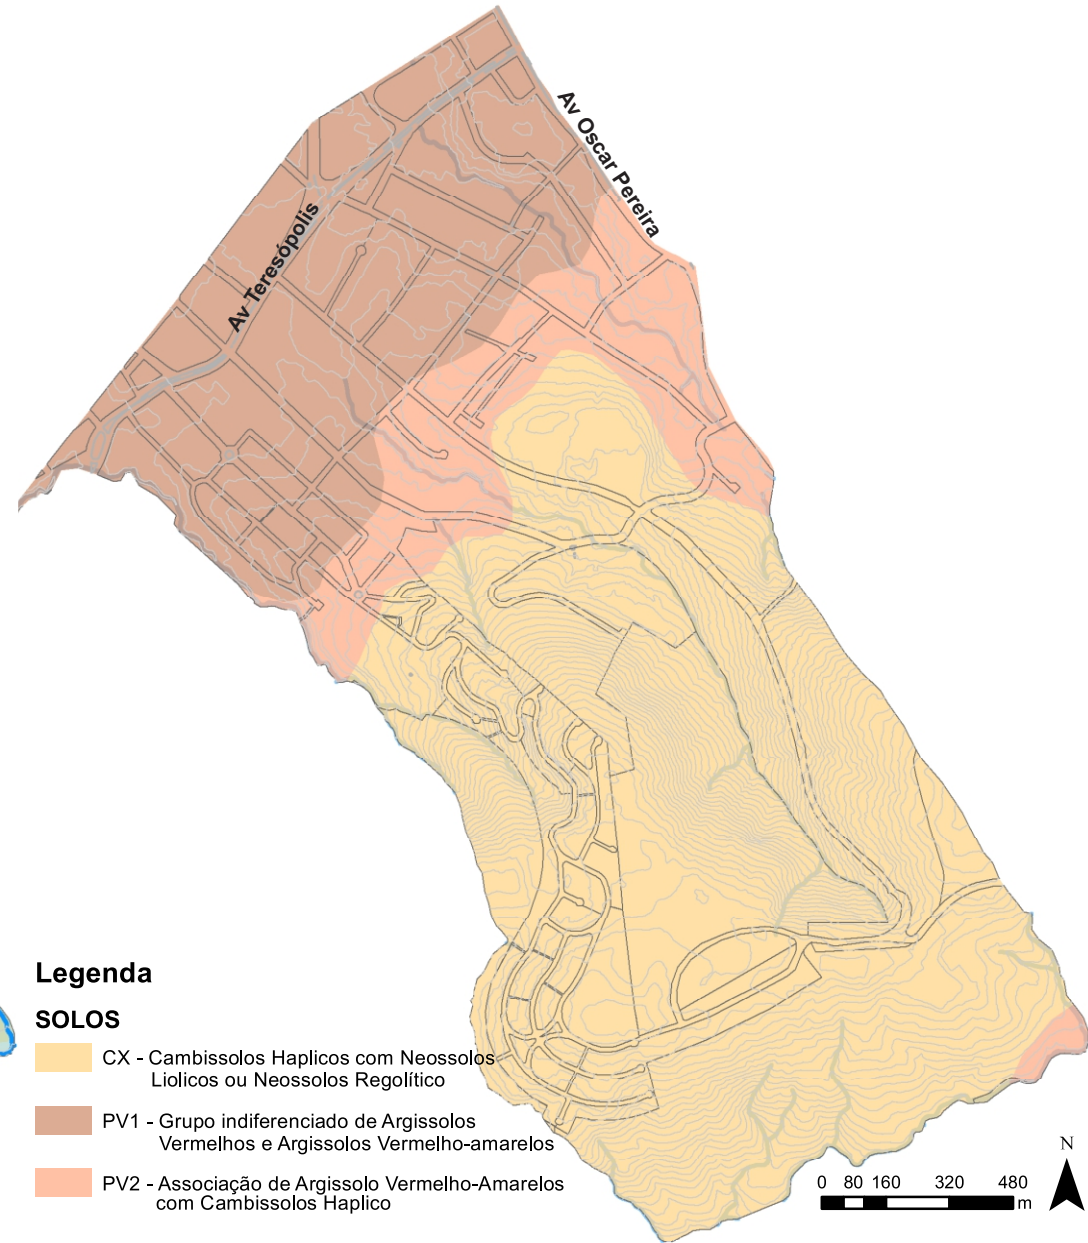 Av Oscar Pereira
Av Teresópolis
Legenda
SOLOS
CX - Cambissolos Haplicos com Neossolos
Liolicos ou Neossolos Regolítico
PV1 - Grupo indiferenciado de Argissolos
Vermelhos e Argissolos Vermelho-amarelos
PV2 - Associação de Argissolo Vermelho-Amarelos
com Cambissolos Haplico
N
0 80 160 320 480
m